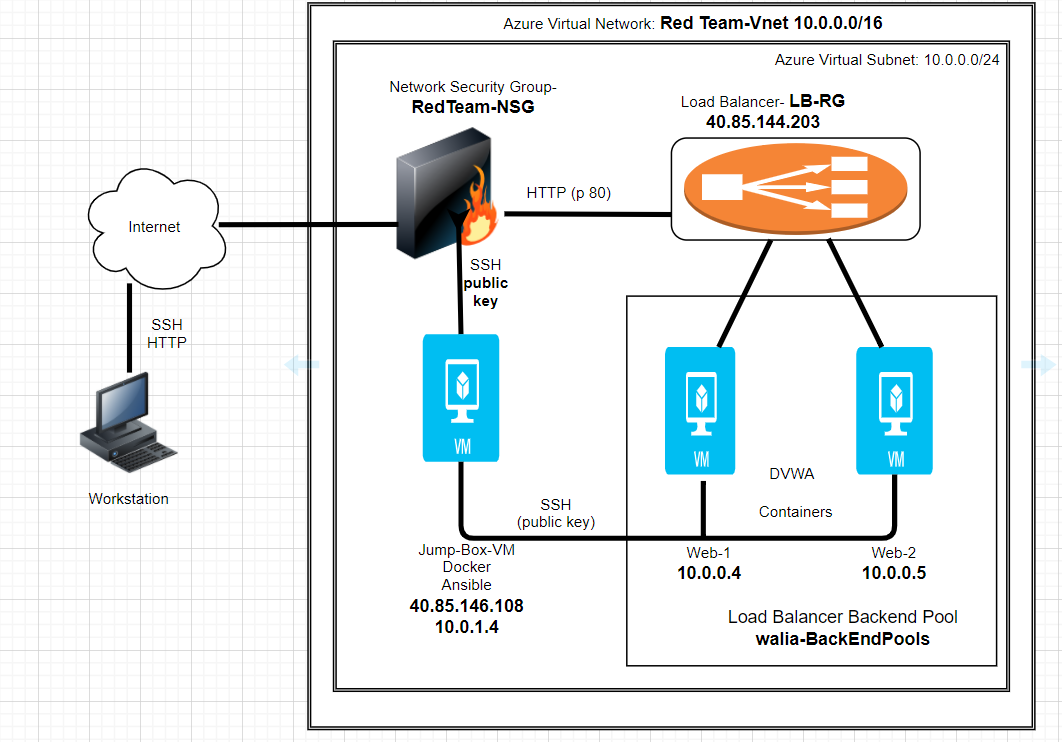 Azure Virtual Network: Red Team-Vnet 10.0.0.0/16
Azure Virtual Subnet: 10.0.0.0/24
Network Security Group-
RedTeam-NSG
Load Balancer- LB-RG
40.85.144.203
HTTP (p 80)
Internet
SSH
public
key
SSH
HTTP
Workstation
VM
VM
VM
DVWA
Containers
SSH
(public key)
Jump-Box-VM
Docker
Ansible
40.85.146.108
10.0.1.4
Web-1
10.0.0.4
Web-2
10.0.0.5
Load Balancer Backend Pool
walia-BackEndPools